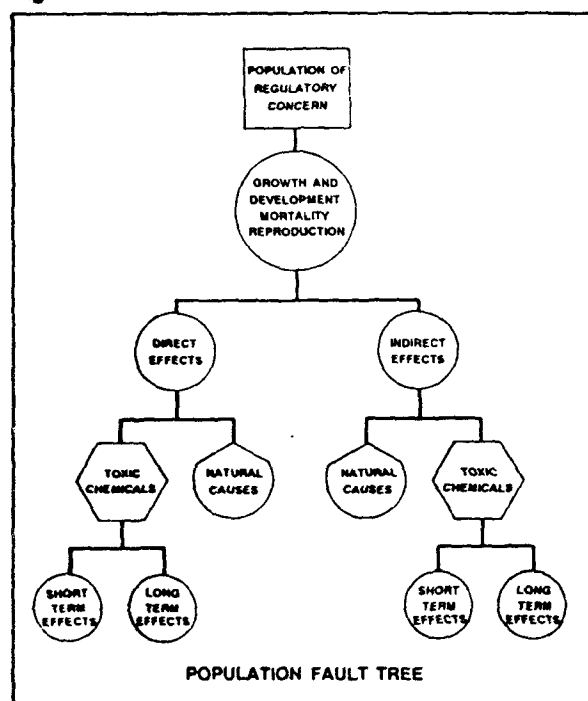 POPULATION OF
REGULATORY
CONCERN
GROWTH AND
DEVELOPMENT
MORTALITY
REPRODUCTION
DIRECT
EFFECTS
INDIRECT
EFFECTS
TOXIC
CHEMICALS
NATURAL
CAUSES
NATURAL
CAUSES
TOXIC
CHEMICALS
SHORT
TERM
EFFECTS
LONG
TERM
EFFECTS
SHORT
TERM
EFFECTS
LONG
TERM
EFFECTS
POPULATION FAULT TREE